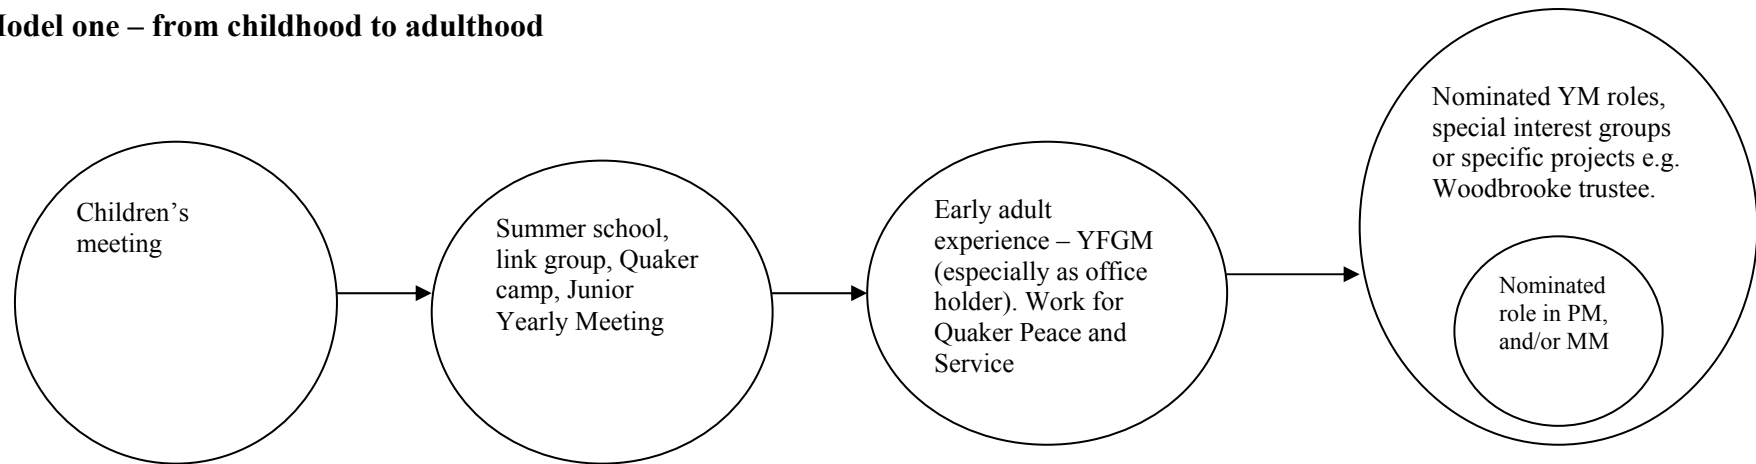 odel one – from childhood to adulthood
Children’s
meeting
Summer school,
link group, Quaker
camp, Junior
Yearly Meeting
Early adult
experience – YFGM
(especially as office
holder). Work for
Quaker Peace and
Service
Nominated YM roles,
special interest groups
or specific projects e.g.
Woodbrooke trustee.
Nominated
role in PM,
and/or MM